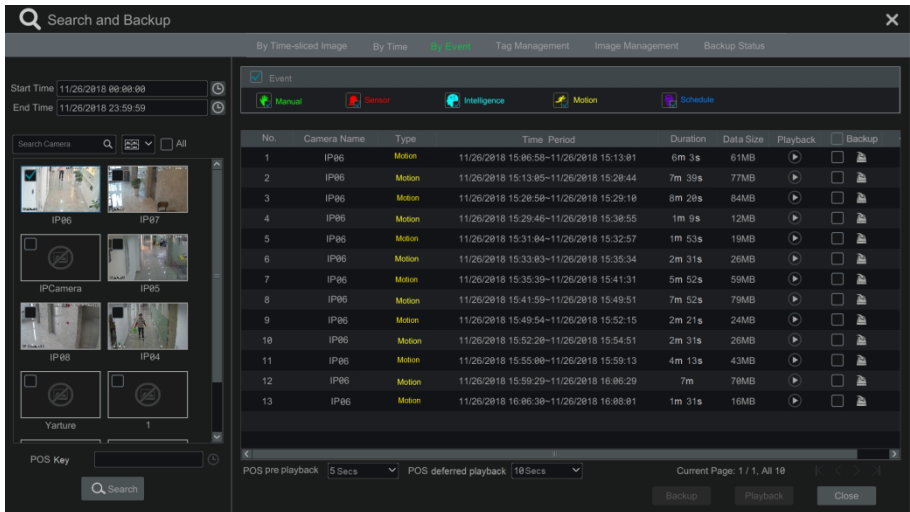 Search and Backup
By Time-sliced Image By Time By Event Tag Management Image Management Backup Status
Start Time 11/26/2018 00:00:00
End Time 11/26/2018 23:59:59
Search Camera All
IP06 IP07
IPCamera IP05
IP08 IP04
Yarture 1
POS Key
Search
Event
Manual Sensor Intelligence Motion Schedule
No. Camera Name Type Time Period Duration Data Size Playback Backup
1 IP06 Motion 11/26/2018 15:06:58~11/26/2018 15:13:01 6m 3s 61MB
2 IP06 Motion 11/26/2018 15:13:05~11/26/2018 15:20:44 7m 39s 77MB
3 IP06 Motion 11/26/2018 15:20:50~11/26/2018 15:29:10 8m 20s 84MB
4 IP06 Motion 11/26/2018 15:29:46~11/26/2018 15:30:55 1m 9s 12MB
5 IP06 Motion 11/26/2018 15:31:04~11/26/2018 15:32:57 1m 53s 19MB
6 IP06 Motion 11/26/2018 15:33:03~11/26/2018 15:35:34 2m 31s 26MB
7 IP06 Motion 11/26/2018 15:35:39~11/26/2018 15:41:31 5m 52s 59MB
8 IP06 Motion 11/26/2018 15:41:59~11/26/2018 15:49:51 7m 52s 79MB
9 IP06 Motion 11/26/2018 15:49:54~11/26/2018 15:52:15 2m 21s 24MB
10 IP06 Motion 11/26/2018 15:52:20~11/26/2018 15:54:51 2m 31s 26MB
11 IP06 Motion 11/26/2018 15:55:00~11/26/2018 15:59:13 4m 13s 43MB
12 IP06 Motion 11/26/2018 15:59:29~11/26/2018 16:06:29 7m 70MB
13 IP06 Motion 11/26/2018 16:06:30~11/26/2018 16:08:01 1m 31s 16MB
POS pre playback 5 Secs POS deferred playback 10 Secs Current Page: 1 / 1, All 10
Backup Playback Close